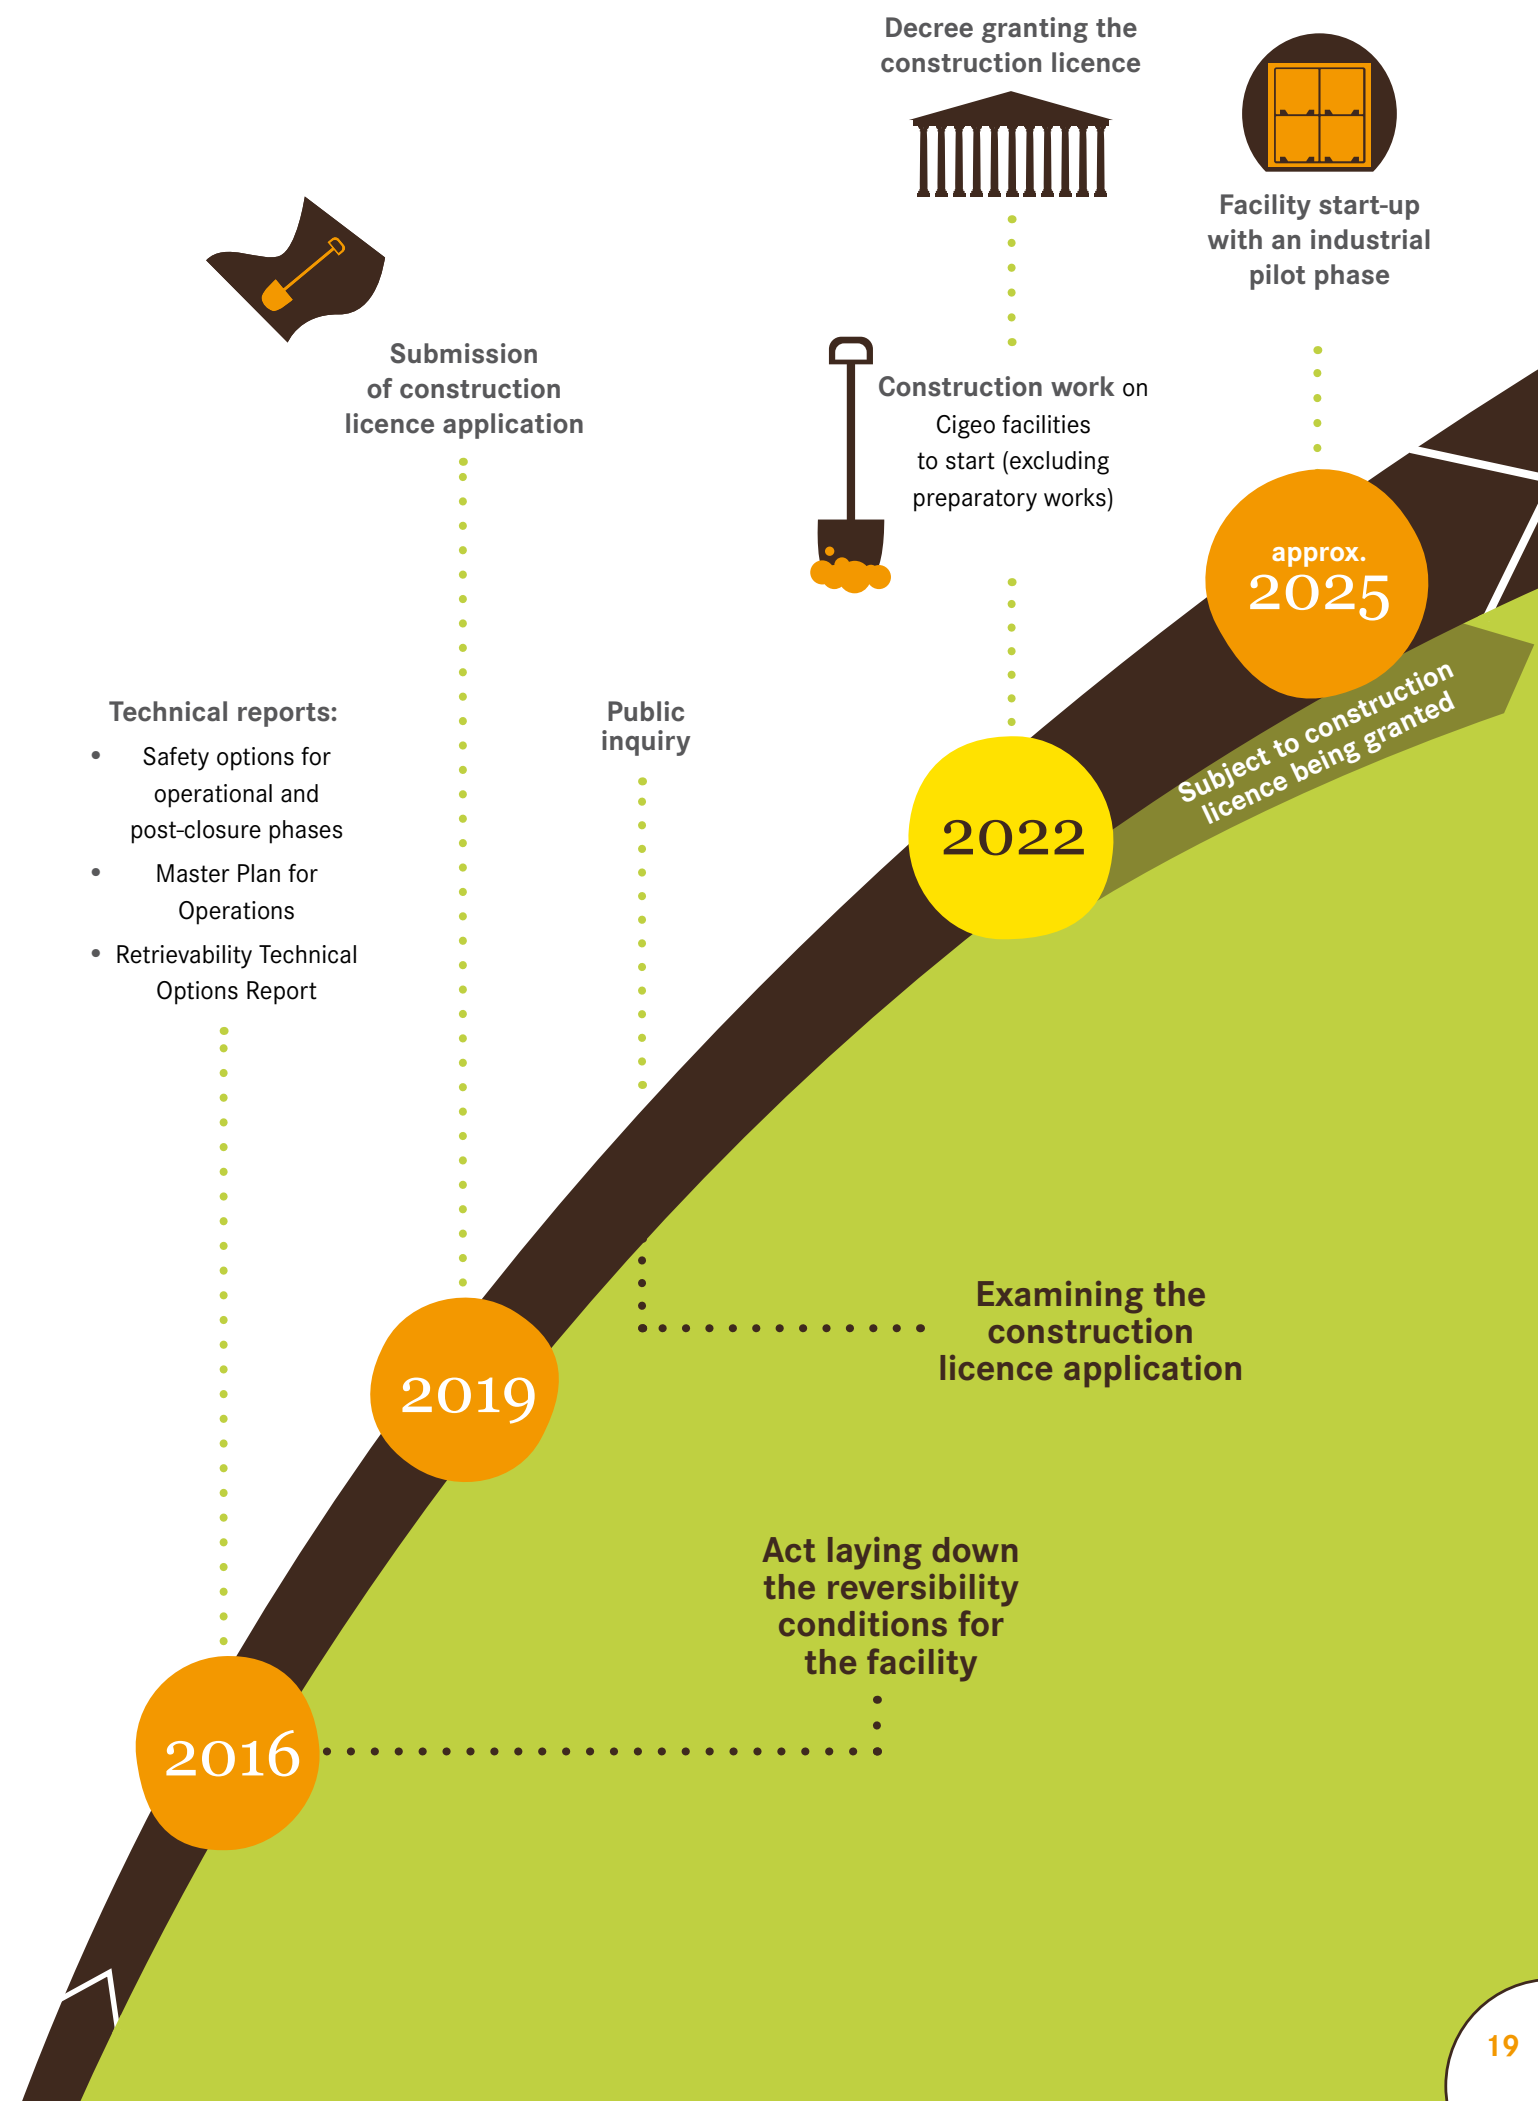 Decree granting the
construction licence
Facility start-up
with an industrial
pilot phase
Submission
of construction
licence application
Construction work on
Cigeo facilities
to start (excluding
preparatory works)
approx.
2025
Subject to construction
licence being granted
Technical reports:
• Safety options for
operational and
post-closure phases
• Master Plan for
Operations
• Retrievability Technical
Options Report
Public
inquiry
2022
Examining the
construction
licence application
2019
Act laying down
the reversibility
conditions for
the facility
2016
19